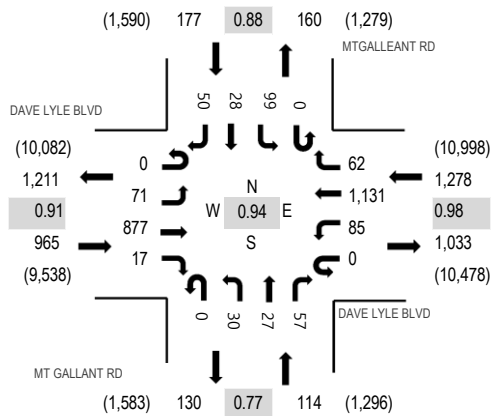 (1,590) 177 0.88 160 (1,279)
MTGALLEANT RD
DAVE LYLE BLVD
50 28 99 0
(10,082) (10,998)
0 62
1,211 1,278
71 N 1,131
0.91 W 0.94 E 0.98
877 S 85
965 1,033
17 0
(9,538) (10,478)
0 30 27 57
DAVE LYLE BLVD
MT GALLANT RD
(1,583) 130 0.77 114 (1,296)